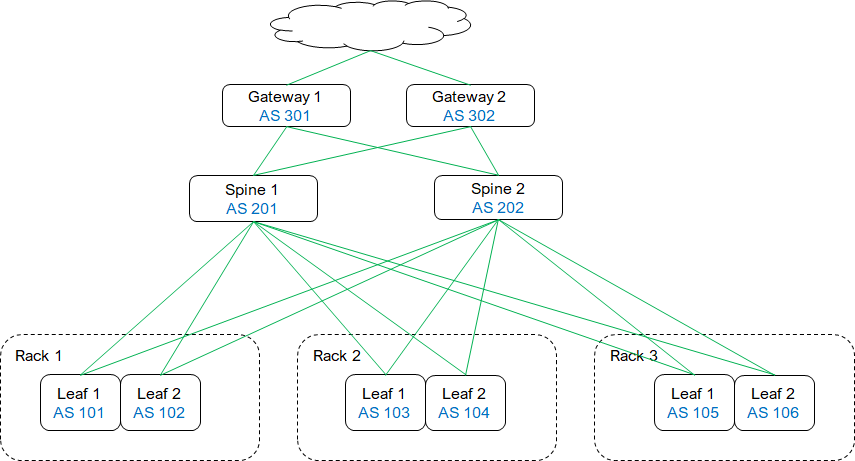 Gateway 1
AS 301
Gateway 2
AS 302
Spine 1
AS 201
Spine 2
AS 202
Rack 1
Leaf 1
AS 101
Leaf 2
AS 102
Rack 2
Leaf 1
AS 103
Leaf 2
AS 104
Rack 3
Leaf 1
AS 105
Leaf 2
AS 106